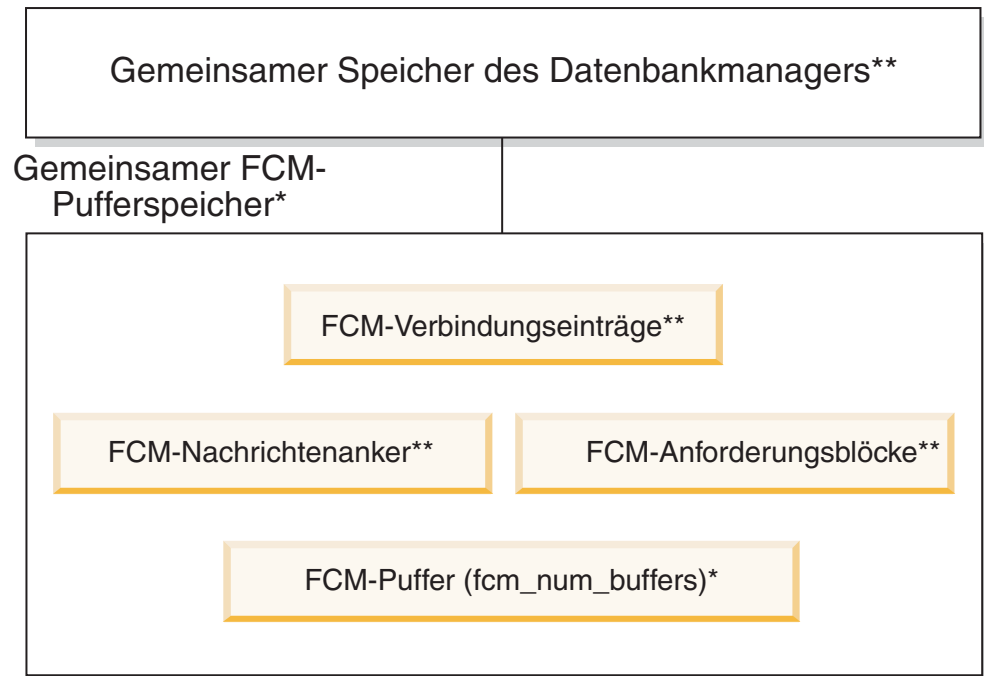 Gemeinsamer Speicher des Datenbankmanagers**
Gemeinsamer FCM-
Pufferspeicher*
FCM-Verbindungseinträge**
FCM-Nachrichtenanker**
FCM-Anforderungsblöcke**
FCM-Puffer (fcm_num_buffers)*